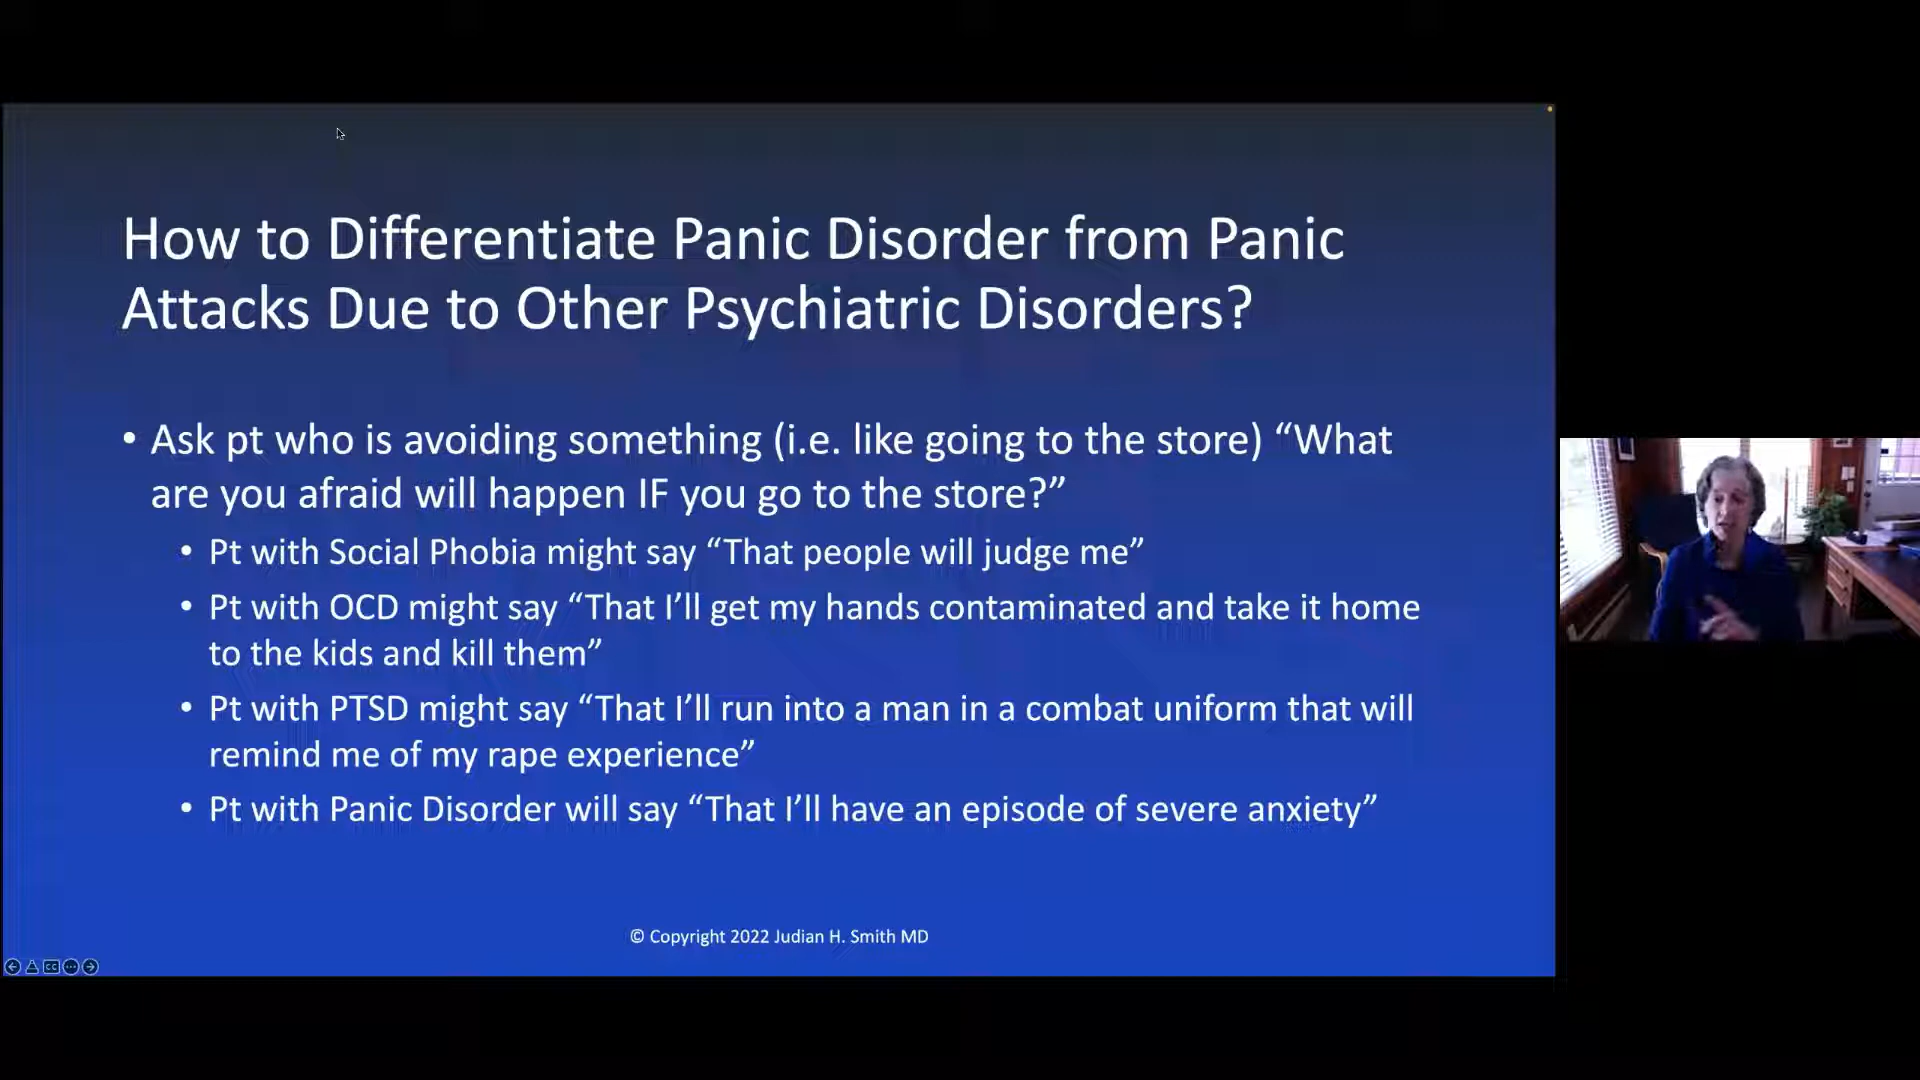 How to Differentiate Panic Disorder from Panic
Attacks Due to Other Psychiatric Disorders?
• Ask pt who is avoiding something (i.e. like going to the store) “What
are you afraid will happen IF you go to the store?”
• Pt with Social Phobia might say “That people will judge me”
• Pt with OCD might say “That I’ll get my hands contaminated and take it home
to the kids and kill them”
• Pt with PTSD might say “That I’ll run into a man in a combat uniform that will
remind me of my rape experience”
• Pt with Panic Disorder will say “That I’ll have an episode of severe anxiety”
© Copyright 2022 Judian H. Smith MD
CC